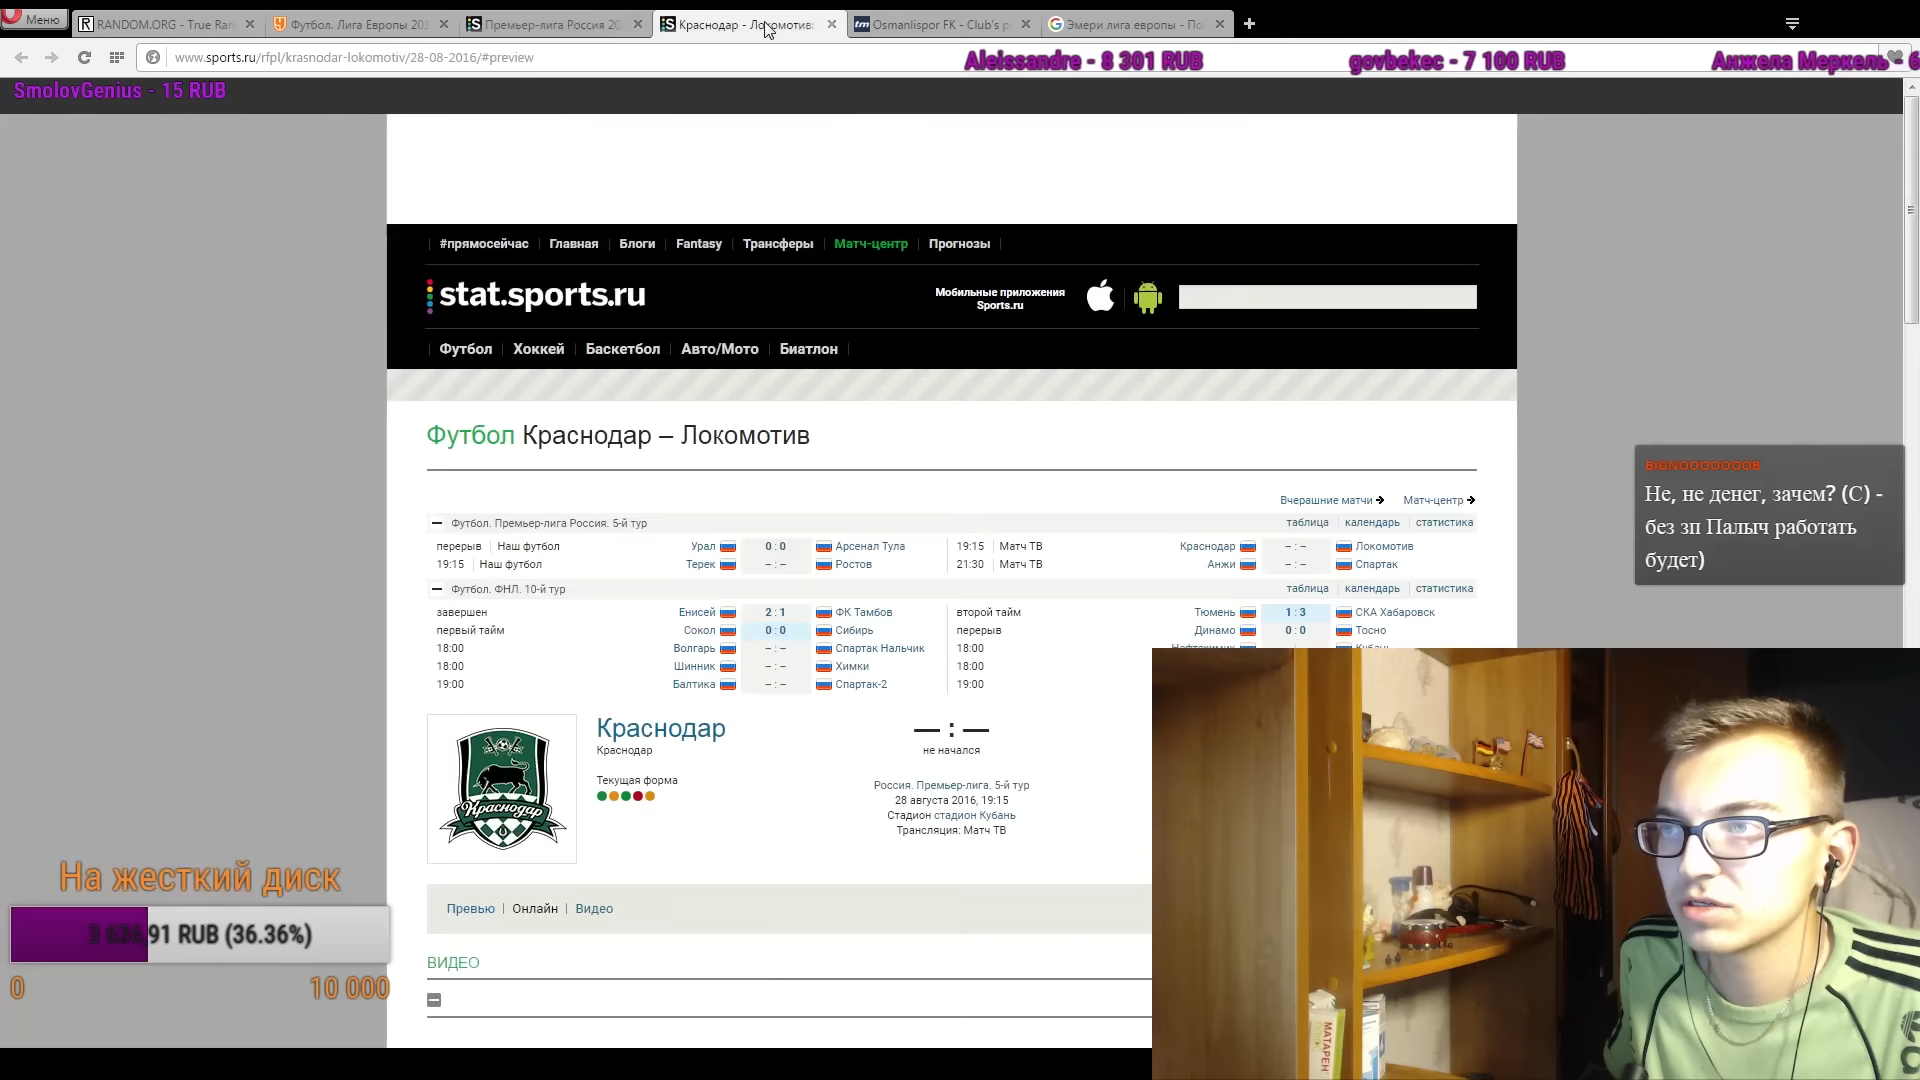 Меню
RANDOM.ORG - True Ran
Футбол. Лига Европы 201
Премьер-лига Россия 20
Краснодар - Локомотив:
tm Osmanlispor FK - Club's p
Эмери лига европы - По
www.sports.ru/rfpl/krasnodar-lokomotiv/28-08-2016/#preview
Aleissandre - 8 301 RUB
govbekec - 7 100 RUB
Анжела Меркель - 6
SmolovGenius - 15 RUB
#прямосейчас Главная Блоги Fantasy Трансферы Матч-центр Прогнозы
stat.sports.ru
Мобильные приложения
Sports.ru
Футбол Хоккей Баскетбол Авто/Мото Биатлон
Футбол Краснодар – Локомотив
Вчерашние матчи Матч-центр
Футбол. Премьер-лига Россия. 5-й тур таблица календарь статистика
перерыв Наш футбол Урал 0 : 0 Арсенал Тула 19:15 Матч ТВ Краснодар – : – Локомотив
19:15 Наш футбол Терек – : – Ростов 21:30 Матч ТВ Анжи – : – Спартак
Футбол. ФНЛ. 10-й тур таблица календарь статистика
завершен Енисей 2 : 1 ФК Тамбов второй тайм Тюмень 1 : 3 СКА Хабаровск
первый тайм Сокол 0 : 0 Сибирь перерыв Динамо 0 : 0 Тосно
18:00 Волгарь – : – Спартак Нальчик 18:00
18:00 Шинник – : – Химки 18:00
19:00 Балтика – : – Спартак-2 19:00
Краснодар
Краснодар
Краснодар
Текущая форма
— : —
не начался
Россия. Премьер-лига. 5-й тур
28 августа 2016, 19:15
Стадион стадион Кубань
Трансляция: Матч ТВ
Превью Онлайн Видео
ВИДЕО
BIGNOOOOOOOB
Не, не денег, зачем? (С) -
без зп Палыч работать
будет)
На жесткий диск
91 RUB (36.36%)
0 10 000
МАТАРЕН